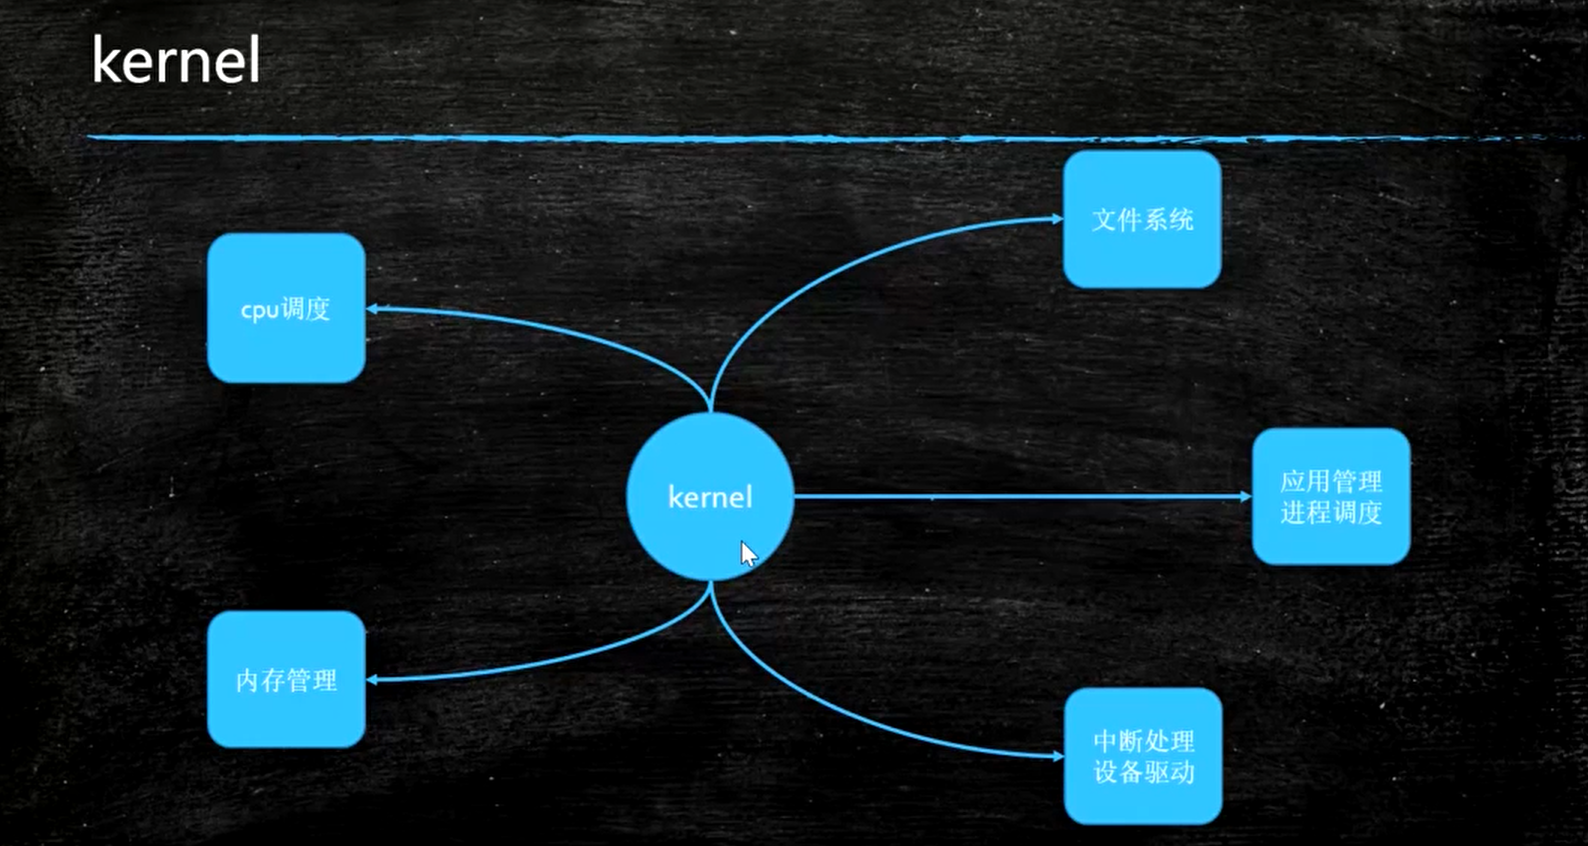 kernel
文件系统
cpu调度
kernel
应用管理
进程调度
内存管理
中断处理
设备驱动